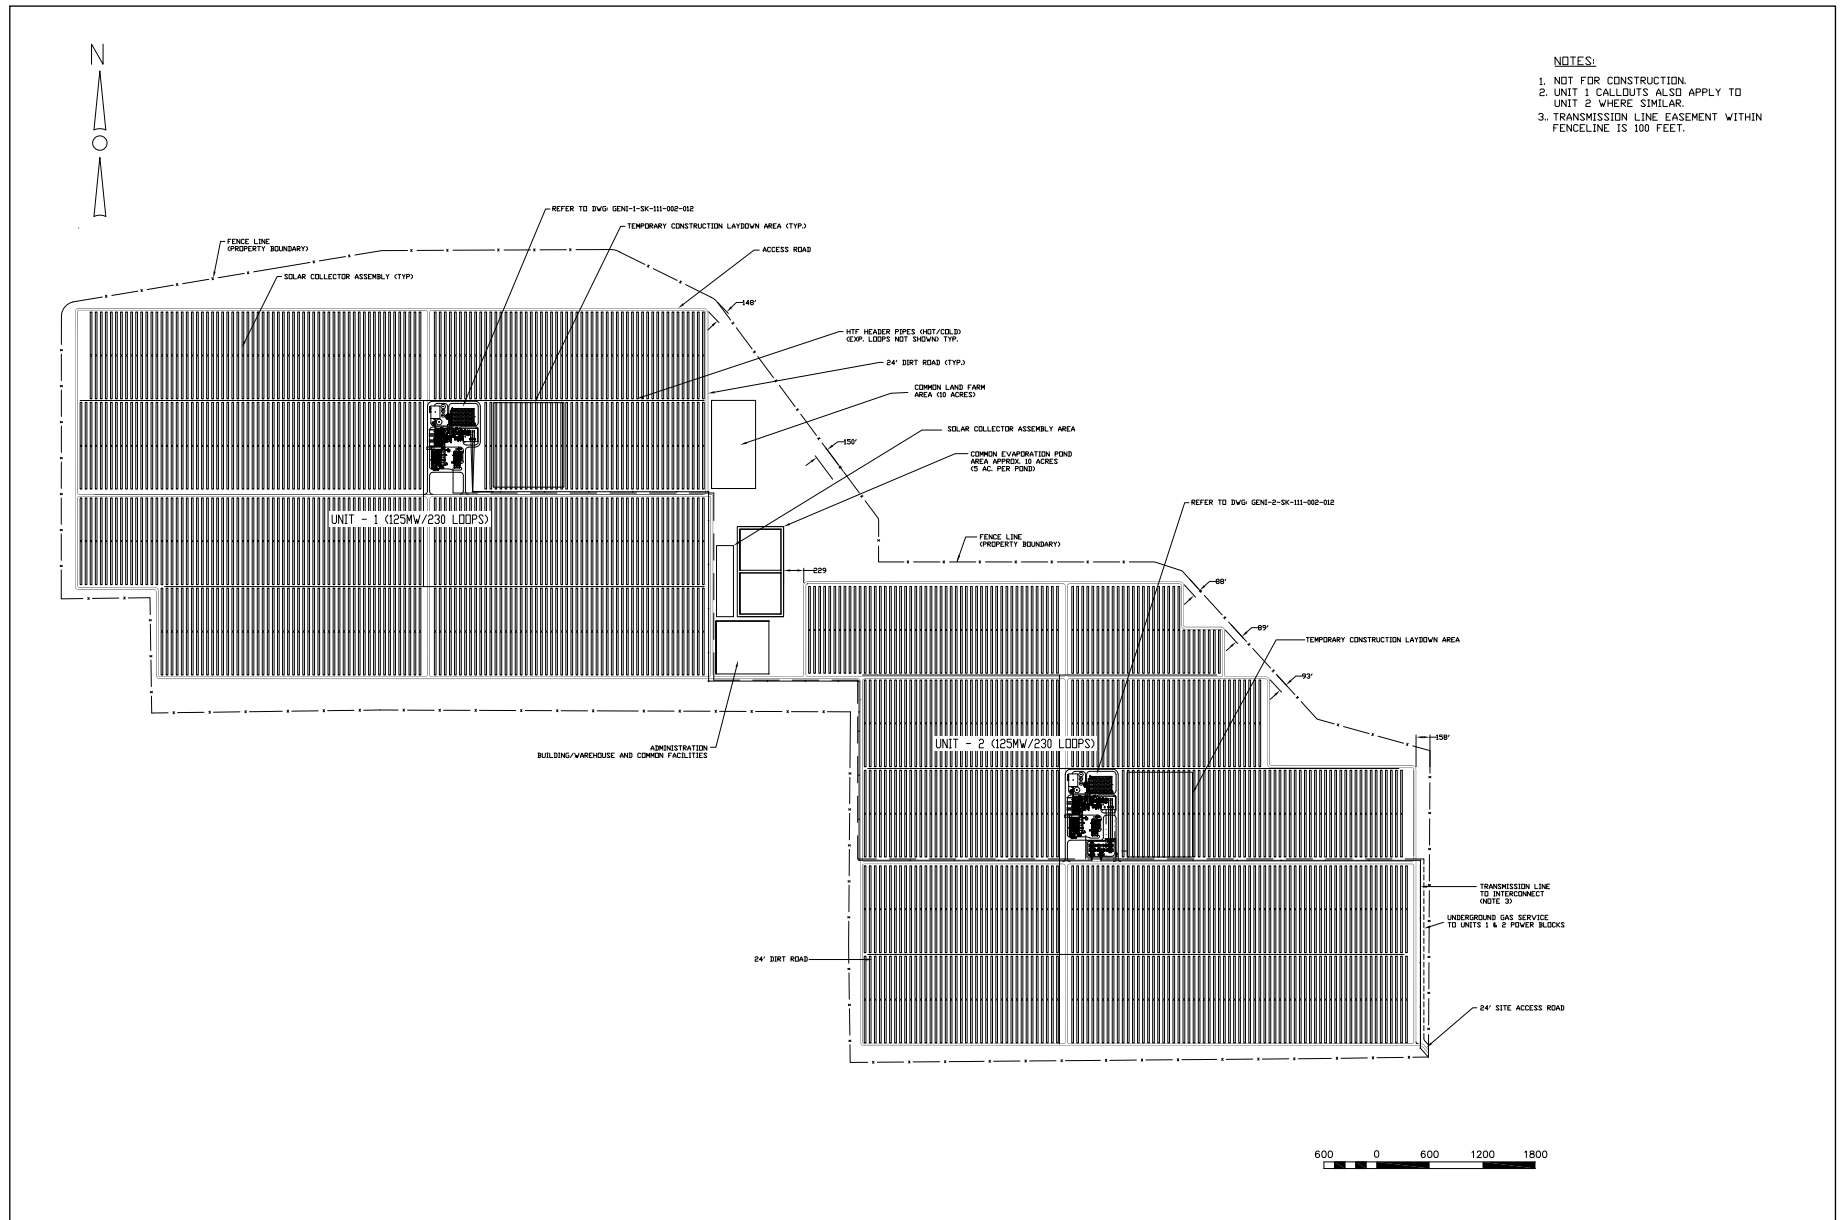 N
NOTES:
1. NOT FOR CONSTRUCTION.
2. UNIT 1 CALLOUTS ALSO APPLY TO
UNIT 2 WHERE SIMILAR.
3.. TRANSMISSION LINE EASEMENT WITHIN
FENCELINE IS 100 FEET.
REFER TO DWG: GENI-1-SK-111-002-012
TEMPORARY CONSTRUCTION LAYDOWN AREA (TYP.)
FENCE LINE
(PROPERTY BOUNDARY)
ACCESS ROAD
SOLAR COLLECTOR ASSEMBLY (TYP)
148'
HTF HEADER PIPES (HOT/COLD)
(EXP. LOOPS NOT SHOWN) TYP.
24' DIRT ROAD (TYP.)
COMMON LAND FARM
AREA (10 ACRES)
SOLAR COLLECTOR ASSEMBLY AREA
150'
COMMON EVAPORATION POND
AREA APPROX. 10 ACRES
(5 AC. PER POND)
REFER TO DWG: GENI-2-SK-111-002-012
UNIT - 1 (125MW/230 LOOPS)
FENCE LINE
(PROPERTY BOUNDARY)
229
88'
89'
TEMPORARY CONSTRUCTION LAYDOWN AREA
93'
158'
UNIT - 2 (125MW/230 LOOPS)
ADMINISTRATION
BUILDING/WAREHOUSE AND COMMON FACILITIES
TRANSMISSION LINE
TO INTERCONNECT
(NOTE 3)
UNDERGROUND GAS SERVICE
TO UNITS 1 & 2 POWER BLOCKS
24' DIRT ROAD
24' SITE ACCESS ROAD
600 0 600 1200 1800